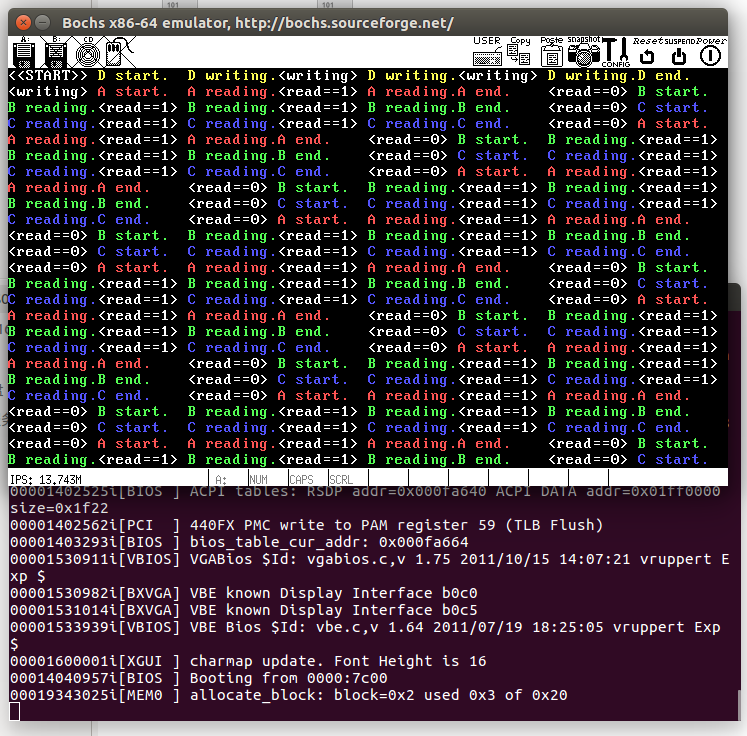 Bochs x86-64 emulator, http://bochs.sourceforge.net/
A: B: CD USER Copy Paste snapshot CONFIG Reset SUSPEND Power
<<START>> D start.  D writing.<writing> D writing.<writing> D writing.D end.
<writing> A start.  A reading.<read==1> A reading.A end.    <read==0> B start.
B reading.<read==1> B reading.<read==1> B reading.B end.    <read==0> C start.
C reading.<read==1> C reading.<read==1> C reading.C end.    <read==0> A start.
A reading.<read==1> A reading.A end.    <read==0> B start.  B reading.<read==1>
B reading.<read==1> B reading.B end.    <read==0> C start.  C reading.<read==1>
C reading.<read==1> C reading.C end.    <read==0> A start.  A reading.<read==1>
A reading.A end.    <read==0> B start.  B reading.<read==1> B reading.<read==1>
B reading.B end.    <read==0> C start.  C reading.<read==1> C reading.<read==1>
C reading.C end.    <read==0> A start.  A reading.<read==1> A reading.A end.
<read==0> B start.  B reading.<read==1> B reading.<read==1> B reading.B end.
<read==0> C start.  C reading.<read==1> C reading.<read==1> C reading.C end.
<read==0> A start.  A reading.<read==1> A reading.A end.    <read==0> B start.
B reading.<read==1> B reading.<read==1> B reading.B end.    <read==0> C start.
C reading.<read==1> C reading.<read==1> C reading.C end.    <read==0> A start.
A reading.<read==1> A reading.A end.    <read==0> B start.  B reading.<read==1>
B reading.<read==1> B reading.B end.    <read==0> C start.  C reading.<read==1>
C reading.<read==1> C reading.C end.    <read==0> A start.  A reading.<read==1>
A reading.A end.    <read==0> B start.  B reading.<read==1> B reading.<read==1>
B reading.B end.    <read==0> C start.  C reading.<read==1> C reading.<read==1>
C reading.C end.    <read==0> A start.  A reading.<read==1> A reading.A end.
<read==0> B start.  B reading.<read==1> B reading.<read==1> B reading.B end.
<read==0> C start.  C reading.<read==1> C reading.<read==1> C reading.C end.
<read==0> A start.  A reading.<read==1> A reading.A end.    <read==0> B start.
B reading.<read==1> B reading.<read==1> B reading.B end.    <read==0> C start.
IPS: 13.743M A: NUM CAPS SCRL
00001402525i[BIOS ] ACPI tables: RSDP addr=0x000fa640 ACPI DATA addr=0x01ff0000
size=0x1f22
00001402562i[PCI  ] 440FX PMC write to PAM register 59 (TLB Flush)
00001403293i[BIOS ] bios_table_cur_addr: 0x000fa664
00001530911i[VBIOS] VGABios $Id: vgabios.c,v 1.75 2011/10/15 14:07:21 vruppert E
xp $
00001530982i[BXVGA] VBE known Display Interface b0c0
00001531014i[BXVGA] VBE known Display Interface b0c5
00001533939i[VBIOS] VBE Bios $Id: vbe.c,v 1.64 2011/07/19 18:25:05 vruppert Exp
$
00001600001i[XGUI ] charmap update. Font Height is 16
00014040957i[BIOS ] Booting from 0000:7c00
00019343025i[MEM0 ] allocate_block: block=0x2 used 0x3 of 0x20